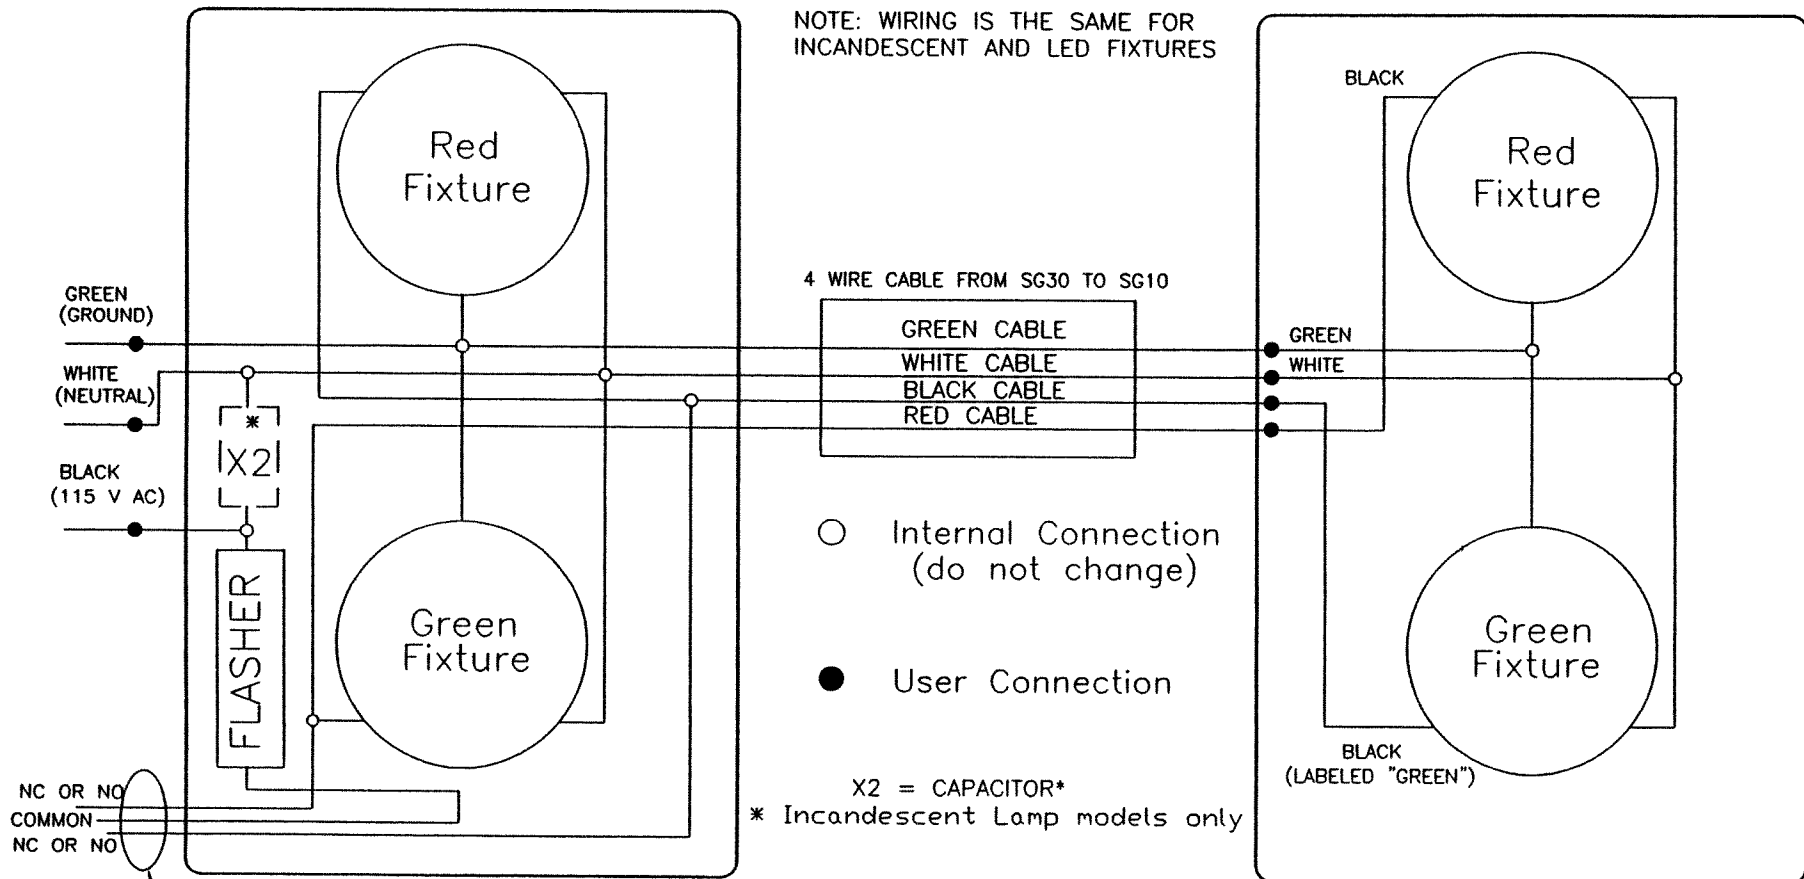 NOTE: WIRING IS THE SAME FOR
INCANDESCENT AND LED FIXTURES
Red
Fixture
GREEN
(GROUND)
WHITE
(NEUTRAL)
*
X2
BLACK
(115 V AC)
FLASHER
Green
Fixture
NC OR NO
COMMON
NC OR NO
4 WIRE CABLE FROM SG30 TO SG10
GREEN CABLE
WHITE CABLE
BLACK CABLE
RED CABLE
Internal Connection
(do not change)
User Connection
X2 = CAPACITOR*
* Incandescent Lamp models only
BLACK
Red
Fixture
GREEN
WHITE
Green
Fixture
BLACK
(LABELED "GREEN")